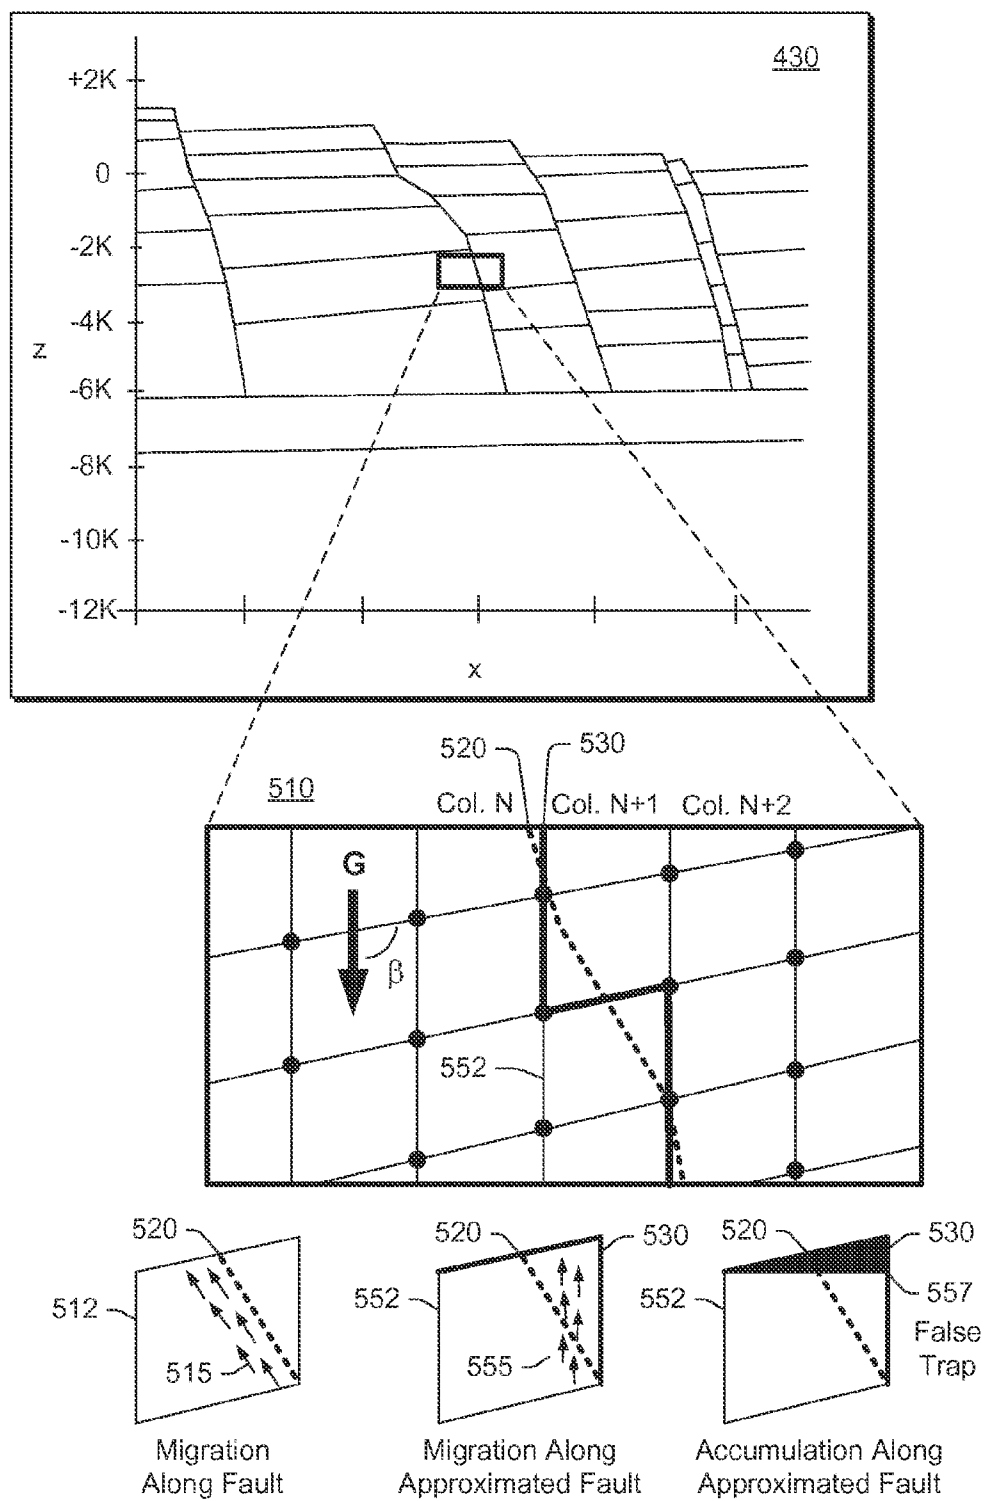 430
+2K
0
-2K
-4K
z
-6K
-8K
-10K
-12K
x
520
530
510
Col. N
Col. N+1
Col. N+2
G
β
552
520
520
530
520
530
512
552
552
557
515
555
False
Trap
Migration
Along Fault
Migration Along
Approximated Fault
Accumulation Along
Approximated Fault